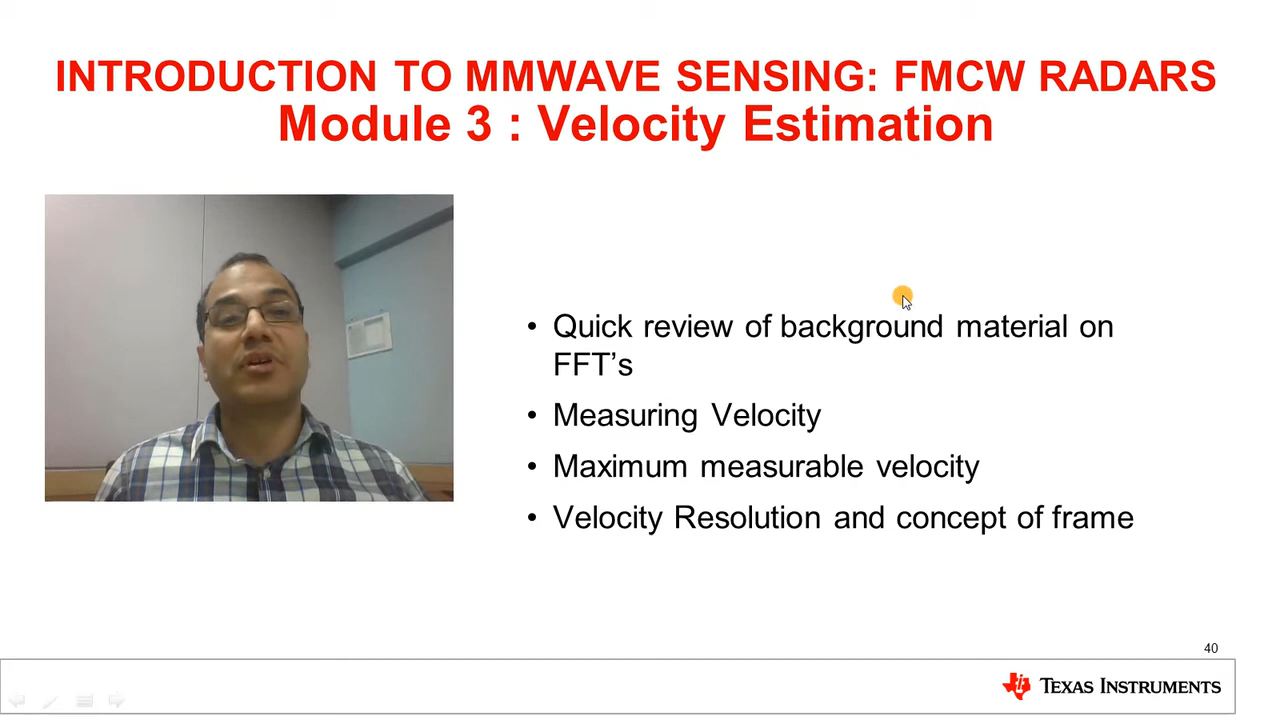 INTRODUCTION TO MMWAVE SENSING: FMCW RADARS
Module 3 : Velocity Estimation
• Quick review of background material on
FFT’s
• Measuring Velocity
• Maximum measurable velocity
• Velocity Resolution and concept of frame
40
TEXAS INSTRUMENTS